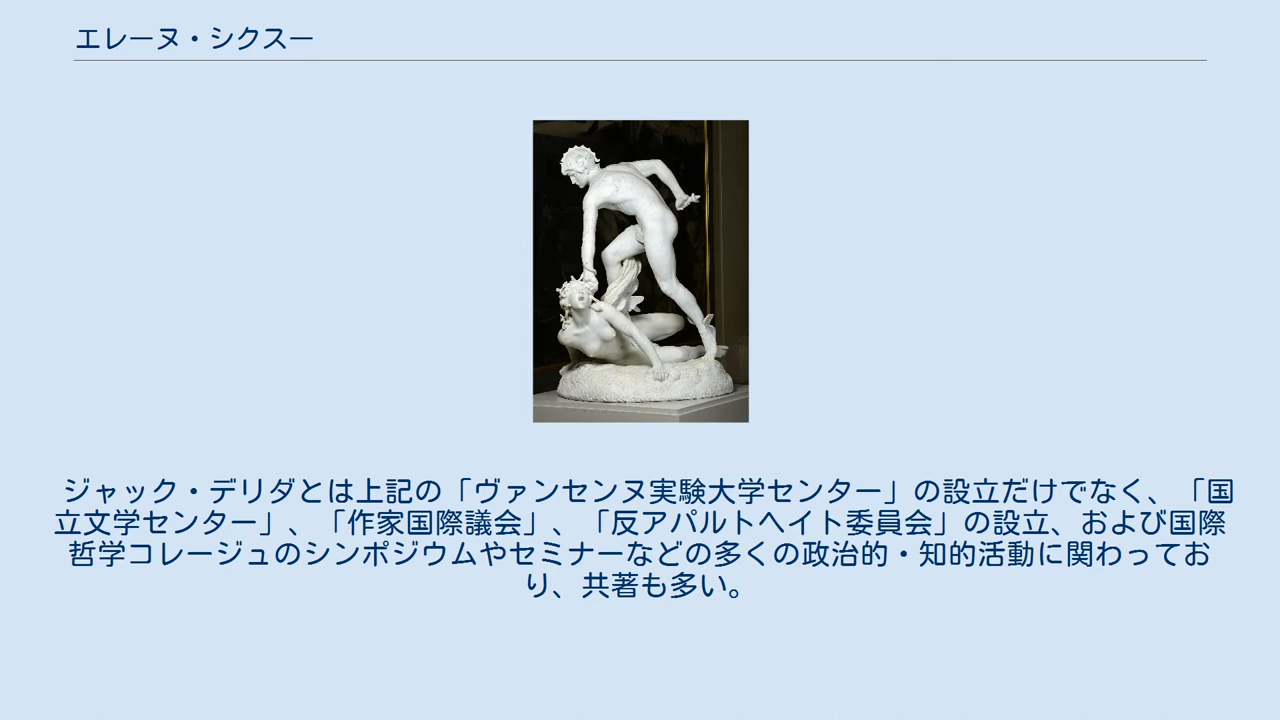 エレーヌ・シクスー
ジャック・デリダとは上記の「ヴァンセンヌ実験大学センター」の設立だけでなく、「国
立文学センター」、「作家国際議会」、「反アパルトヘイト委員会」の設立、および国際
哲学コレージュのシンポジウムやセミナーなどの多くの政治的・知的活動に関わってお
り、共著も多い。